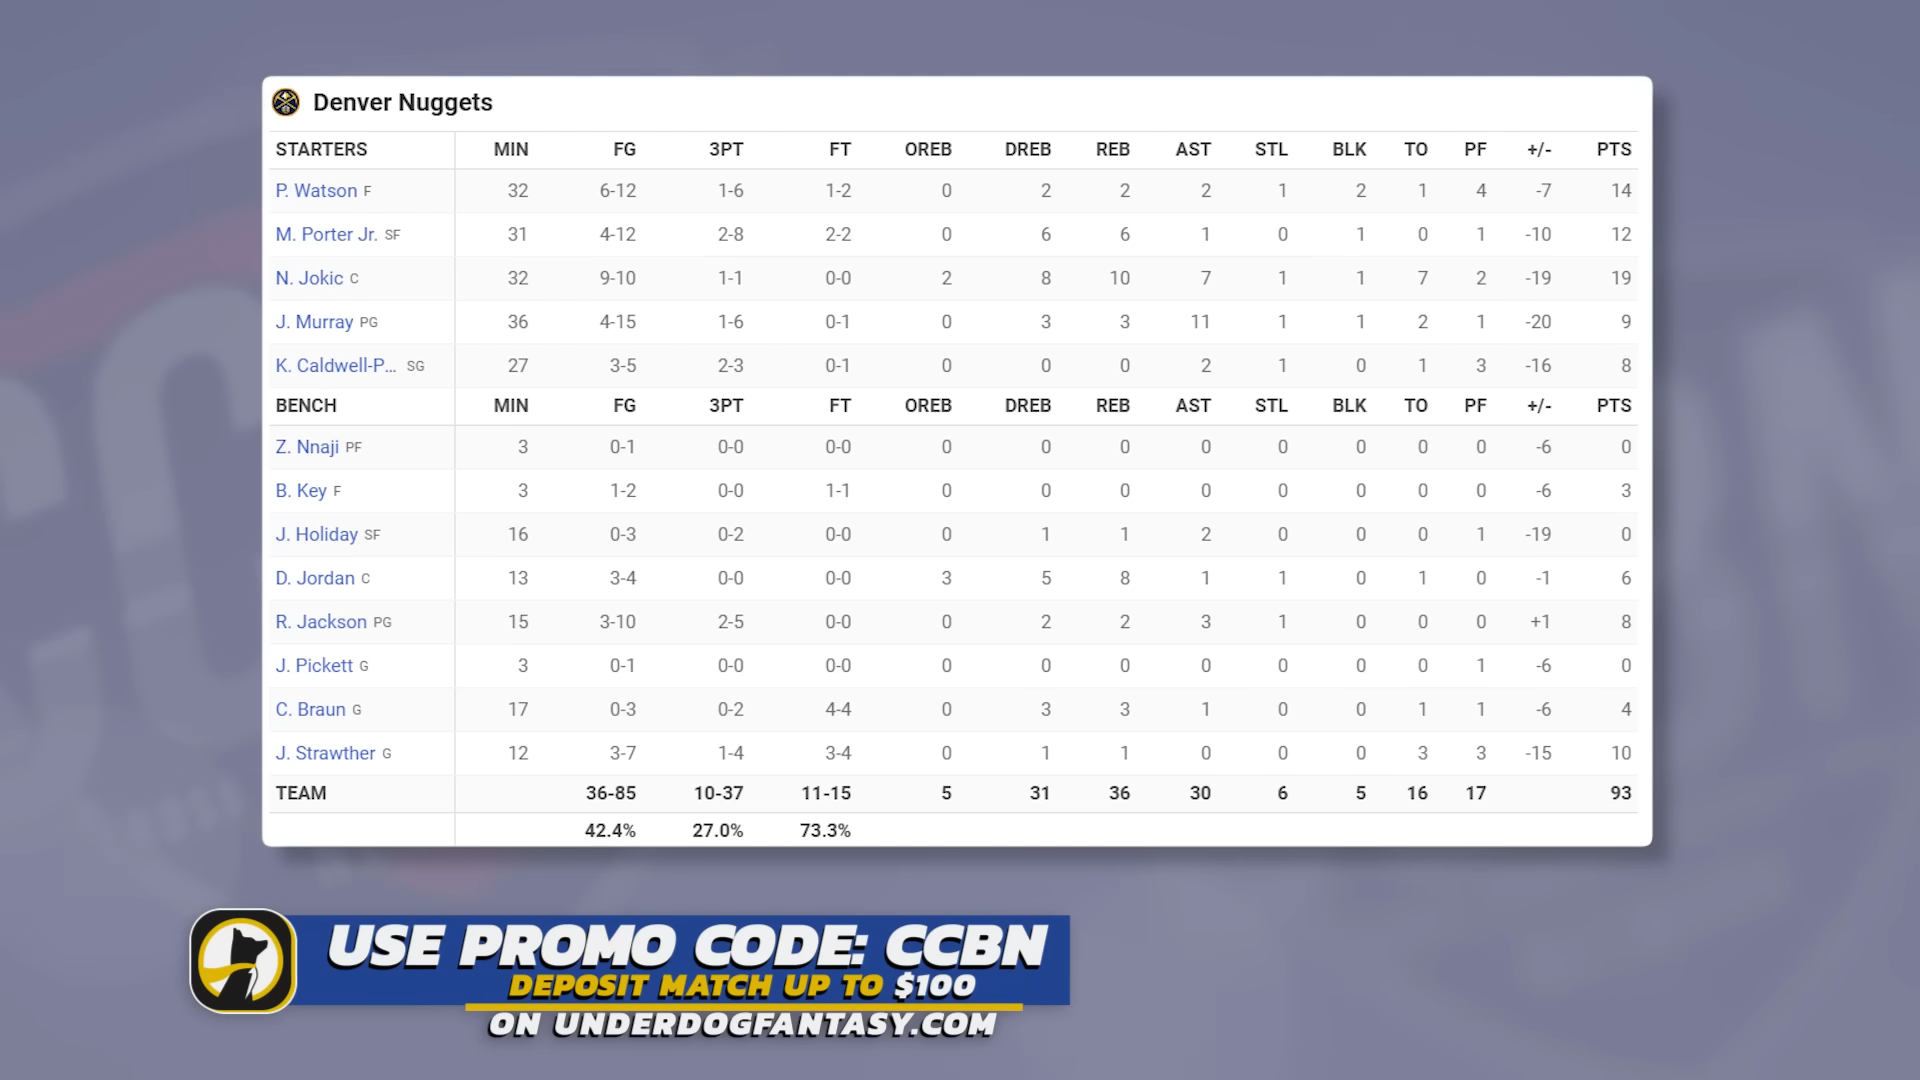 Denver Nuggets
STARTERS MIN FG 3PT FT OREB DREB REB AST STL BLK TO PF +/- PTS
P. Watson F 32 6-12 1-6 1-2 0 2 2 2 1 2 1 4 -7 14
M. Porter Jr. SF 31 4-12 2-8 2-2 0 6 6 1 0 1 0 1 -10 12
N. Jokic C 32 9-10 1-1 0-0 2 8 10 7 1 1 7 2 -19 19
J. Murray PG 36 4-15 1-6 0-1 0 3 3 11 1 1 2 1 -20 9
K. Caldwell-P... SG 27 3-5 2-3 0-1 0 0 0 2 1 0 1 3 -16 8
BENCH MIN FG 3PT FT OREB DREB REB AST STL BLK TO PF +/- PTS
Z. Nnaji PF 3 0-1 0-0 0-0 0 0 0 0 0 0 0 0 -6 0
B. Key F 3 1-2 0-0 1-1 0 0 0 0 0 0 0 0 -6 3
J. Holiday SF 16 0-3 0-2 0-0 0 1 1 2 0 0 0 1 -19 0
D. Jordan C 13 3-4 0-0 0-0 3 5 8 1 1 0 1 0 -1 6
R. Jackson PG 15 3-10 2-5 0-0 0 2 2 3 1 0 0 0 +1 8
J. Pickett G 3 0-1 0-0 0-0 0 0 0 0 0 0 0 1 -6 0
C. Braun G 17 0-3 0-2 4-4 0 3 3 1 0 0 1 1 -6 4
J. Strawther G 12 3-7 1-4 3-4 0 1 1 0 0 0 3 3 -15 10
TEAM 36-85 10-37 11-15 5 31 36 30 6 5 16 17 93
42.4% 27.0% 73.3%
USE PROMO CODE: CCBN
DEPOSIT MATCH UP TO $100
ON UNDERDOGFANTASY.COM